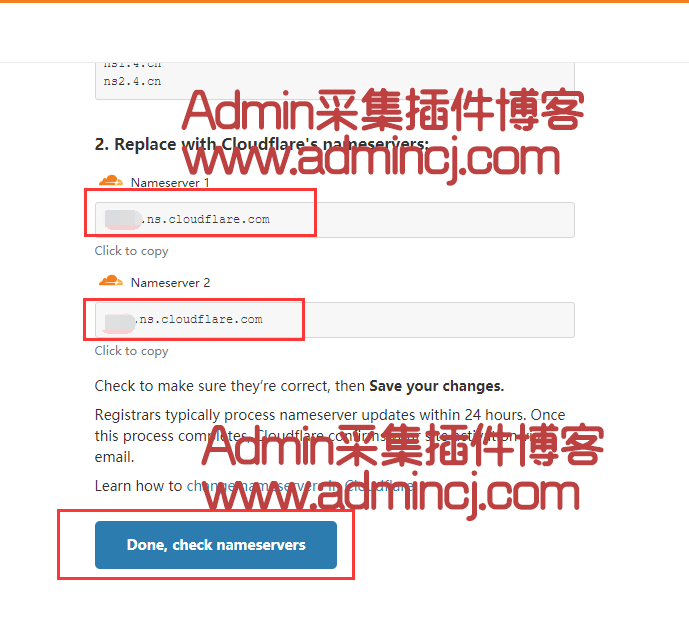 ns1.4.cn
ns2.4.cn
Admin采集插件博客
2. Replace with Cloudflare's nameservers:
www.admincj.com
Nameserver 1
.ns.cloudflare.com
Click to copy
Nameserver 2
.ns.cloudflare.com
Click to copy
Check to make sure they’re correct, then Save your changes.
Registrars typically process nameserver updates within 24 hours. Once
this process completes, Cloudflare confirms your site activation via
Admin采集插件博客
email.
Learn how to change nameservers in Cloudflare
www.admincj.com
Done, check nameservers